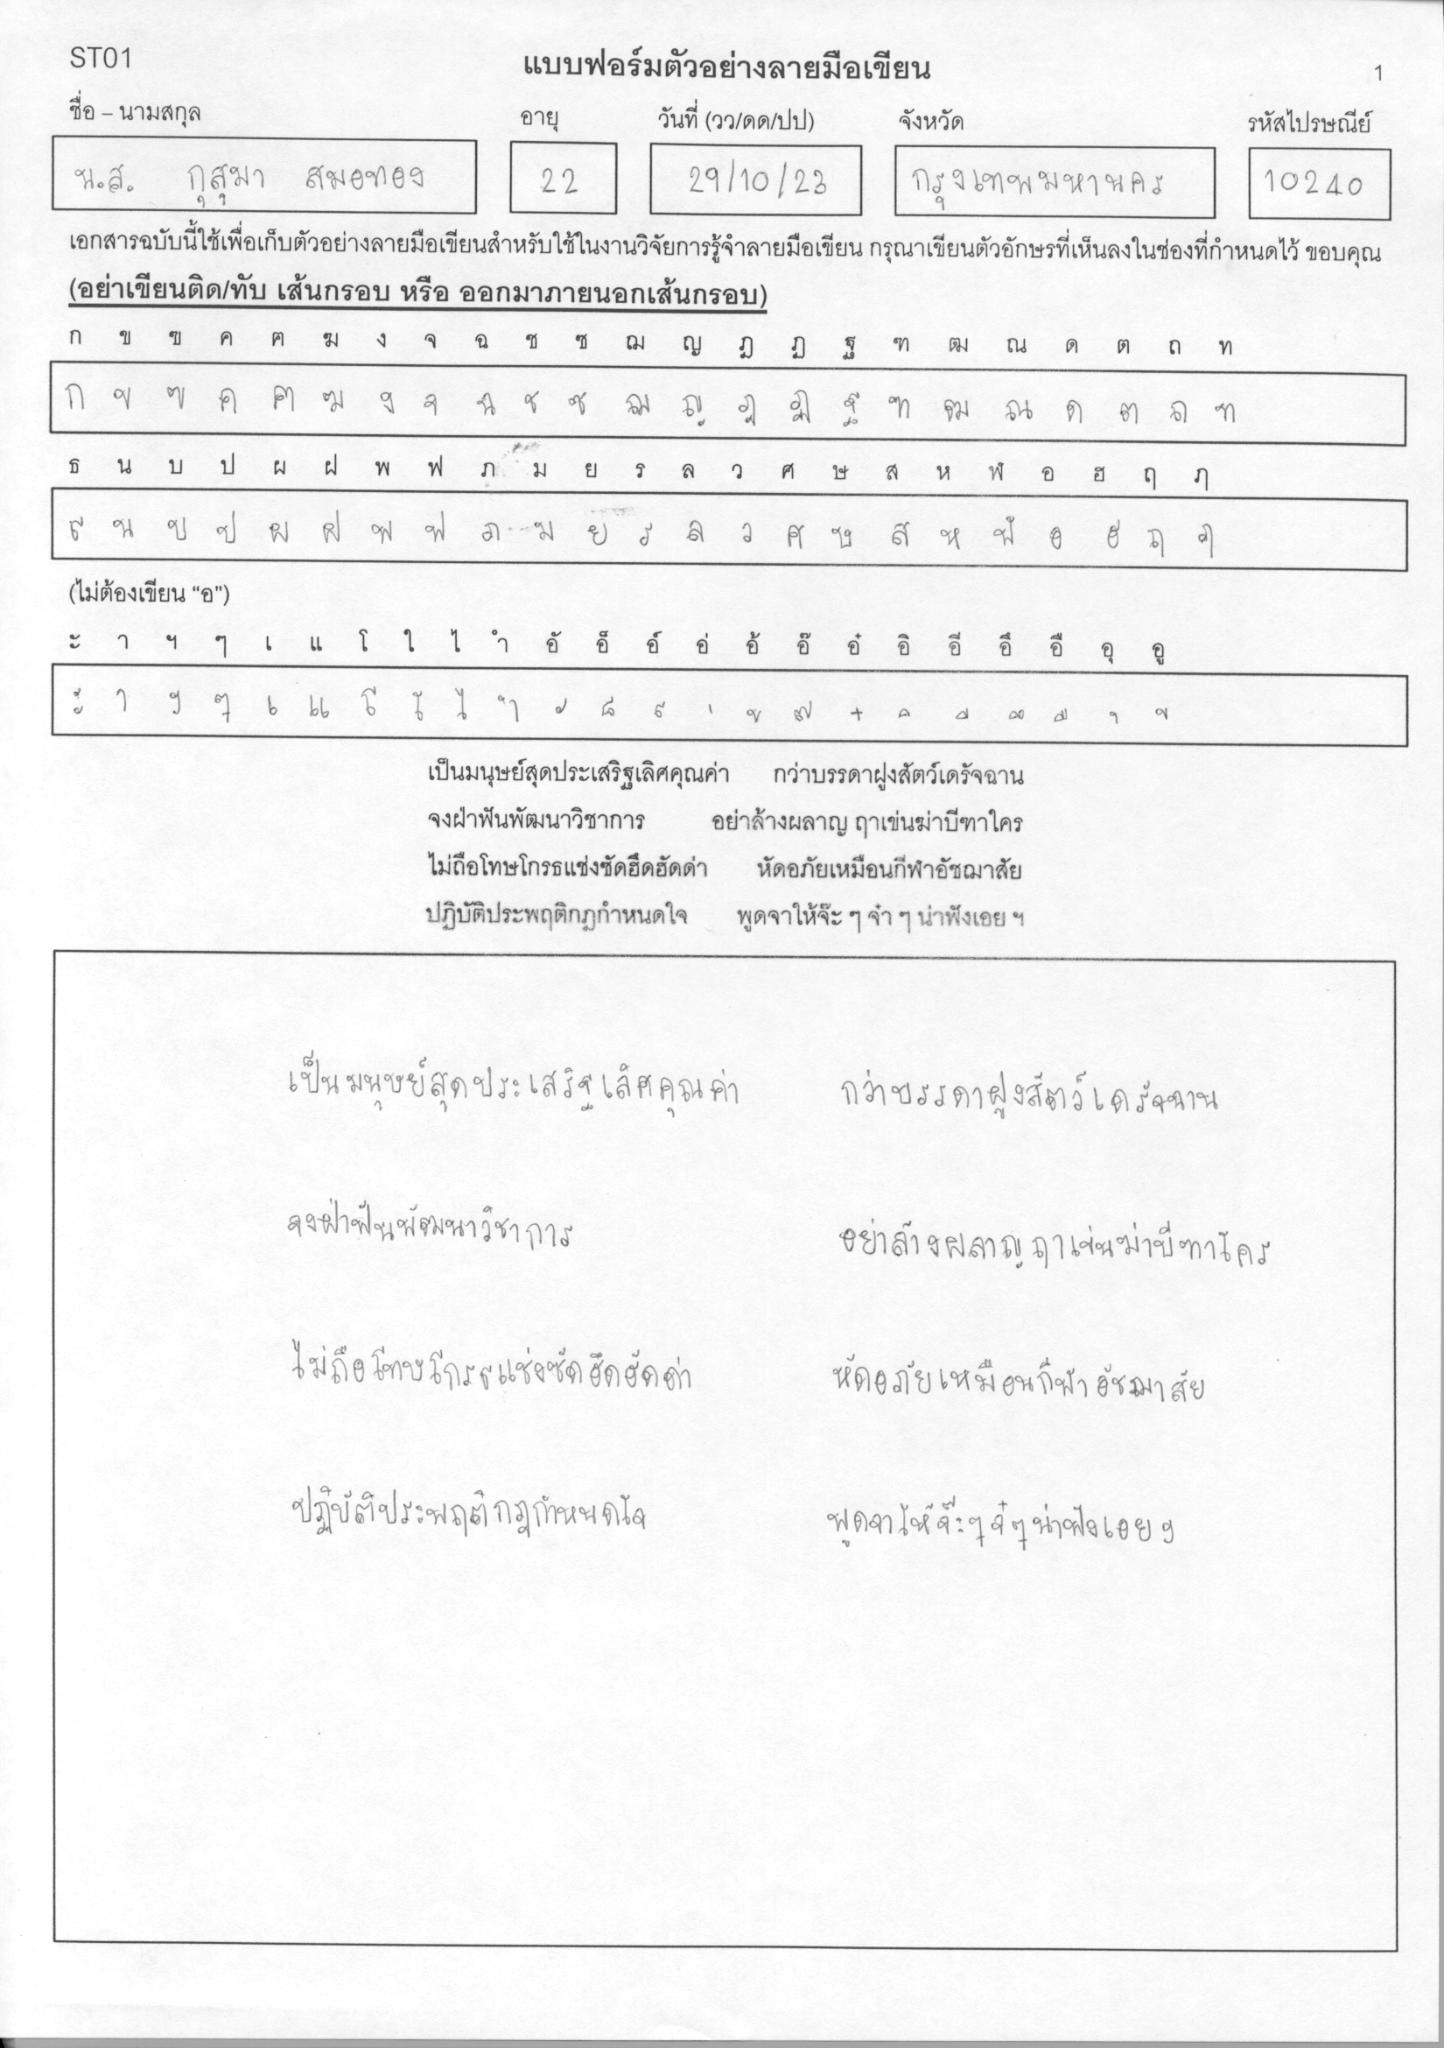 ST01
แบบฟอร์มตัวอย่างลายมือเขียน
1
ชื่อ – นามสกุล อายุ วันที่ (วว/ดด/ปป) จังหวัด รหัสไปรษณีย์
น.ส. กุสุมา สมอทอง 22 29/10/23 กรุงเทพมหานคร 10240
เอกสารฉบับนี้ใช้เพื่อเก็บตัวอย่างลายมือเขียนสำหรับใช้ในงานวิจัยการรู้จำลายมือเขียน กรุณาเขียนตัวอักษรที่เห็นลงในช่องที่กำหนดไว้ ขอบคุณ
(อย่าเขียนติด/ทับ เส้นกรอบ หรือ ออกมาภายนอกเส้นกรอบ)
ก ข ฃ ค ฅ ฆ ง จ ฉ ช ซ ฌ ญ ฎ ฏ ฐ ฑ ฒ ณ ด ต ถ ท
ก ข ฃ ค ฅ ฆ ง จ ฉ ช ซ ฌ ญ ฎ ฏ ฐ ฑ ฒ ณ ด ต ถ ท
ธ น บ ป ผ ฝ พ ฟ ภ ม ย ร ล ว ศ ษ ส ห ฬ อ ฮ ฤ ฦ
ธ น บ ป ผ ฝ พ ฟ ภ ม ย ร ล ว ศ ษ ส ห ฬ อ ฮ ฤ ฦ
(ไม่ต้องเขียน “อ”)
ะ า ฯ ๆ เ แ โ ใ ไ ำ อั อ็ อ์ อ่ อ้ อ๊ อ๋ อิ อี อึ อื อุ อู
ะ า ฯ ๆ เ แ โ ใ ไ ำ ั ็ ์ ่ ้ ๊ ๋ ิ ี ึ ื ุ ู
เป็นมนุษย์สุดประเสริฐเลิศคุณค่า กว่าบรรดาฝูงสัตว์เดรัจฉาน
จงฝ่าฟันพัฒนาวิชาการ อย่าล้างผลาญ ฤาเข่นฆ่าบีฑาใคร
ไม่ถือโทษโกรธแช่งซัดฮึดฮัดด่า หัดอภัยเหมือนกีฬาอัชฌาสัย
ปฏิบัติประพฤติกฎกำหนดใจ พูดจาให้จ๊ะ ๆ จ๋า ๆ น่าฟังเอย ฯ
เป็นมนุษย์สุดประเสริฐเลิศคุณค่า กว่าบรรดาฝูงสัตว์เดรัจฉาน
จงฝ่าฟันพัฒนาวิชาการ อย่าล้างผลาญ ฤาเข่นฆ่าบีฑาใคร
ไม่ถือโทษโกรธแช่งซัดฮึดฮัดด่า หัดอภัยเหมือนกีฬาอัชฌาสัย
ปฏิบัติประพฤติกฎกำหนดใจ พูดจาให้จ๊ะๆจ๋ๆน่าฟังเอย ฯ